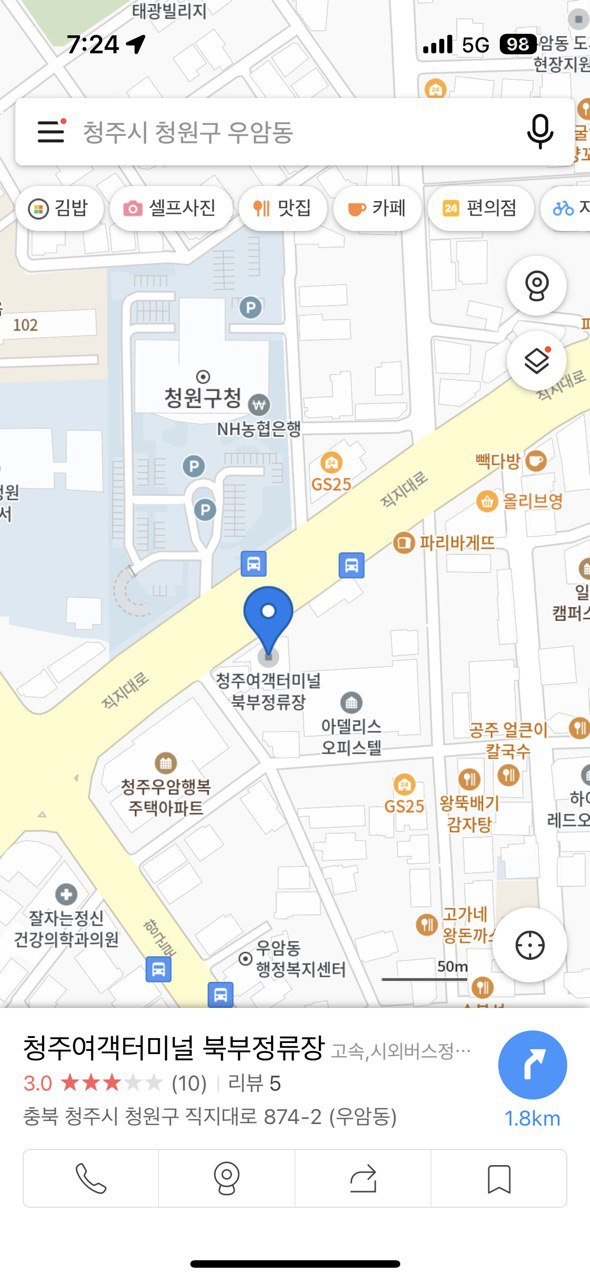 태광빌리지
7:24
5G 98
암동 도
현장지원
청주시 청원구 우암동
김밥
셀프사진
맛집
카페
24 편의점
102
P
청원구청
NH농협은행
직지대로
P
24
GS25
직지대로
빽다방
P
올리브영
파리바게뜨
캠퍼스
청주여객터미널
북부정류장
직지대로
아델리스
오피스텔
공주 얼큰이
칼국수
청주우암행복
주택아파트
24
GS25
왕뚝배기
감자탕
레드오
잘자는정신
건강의학과의원
고가네
왕돈까스
우암동
행정복지센터
50m
청주여객터미널 북부정류장 고속,시외버스정…
3.0 ★★★★★ (10) 리뷰 5
충북 청주시 청원구 직지대로 874-2 (우암동)
1.8km